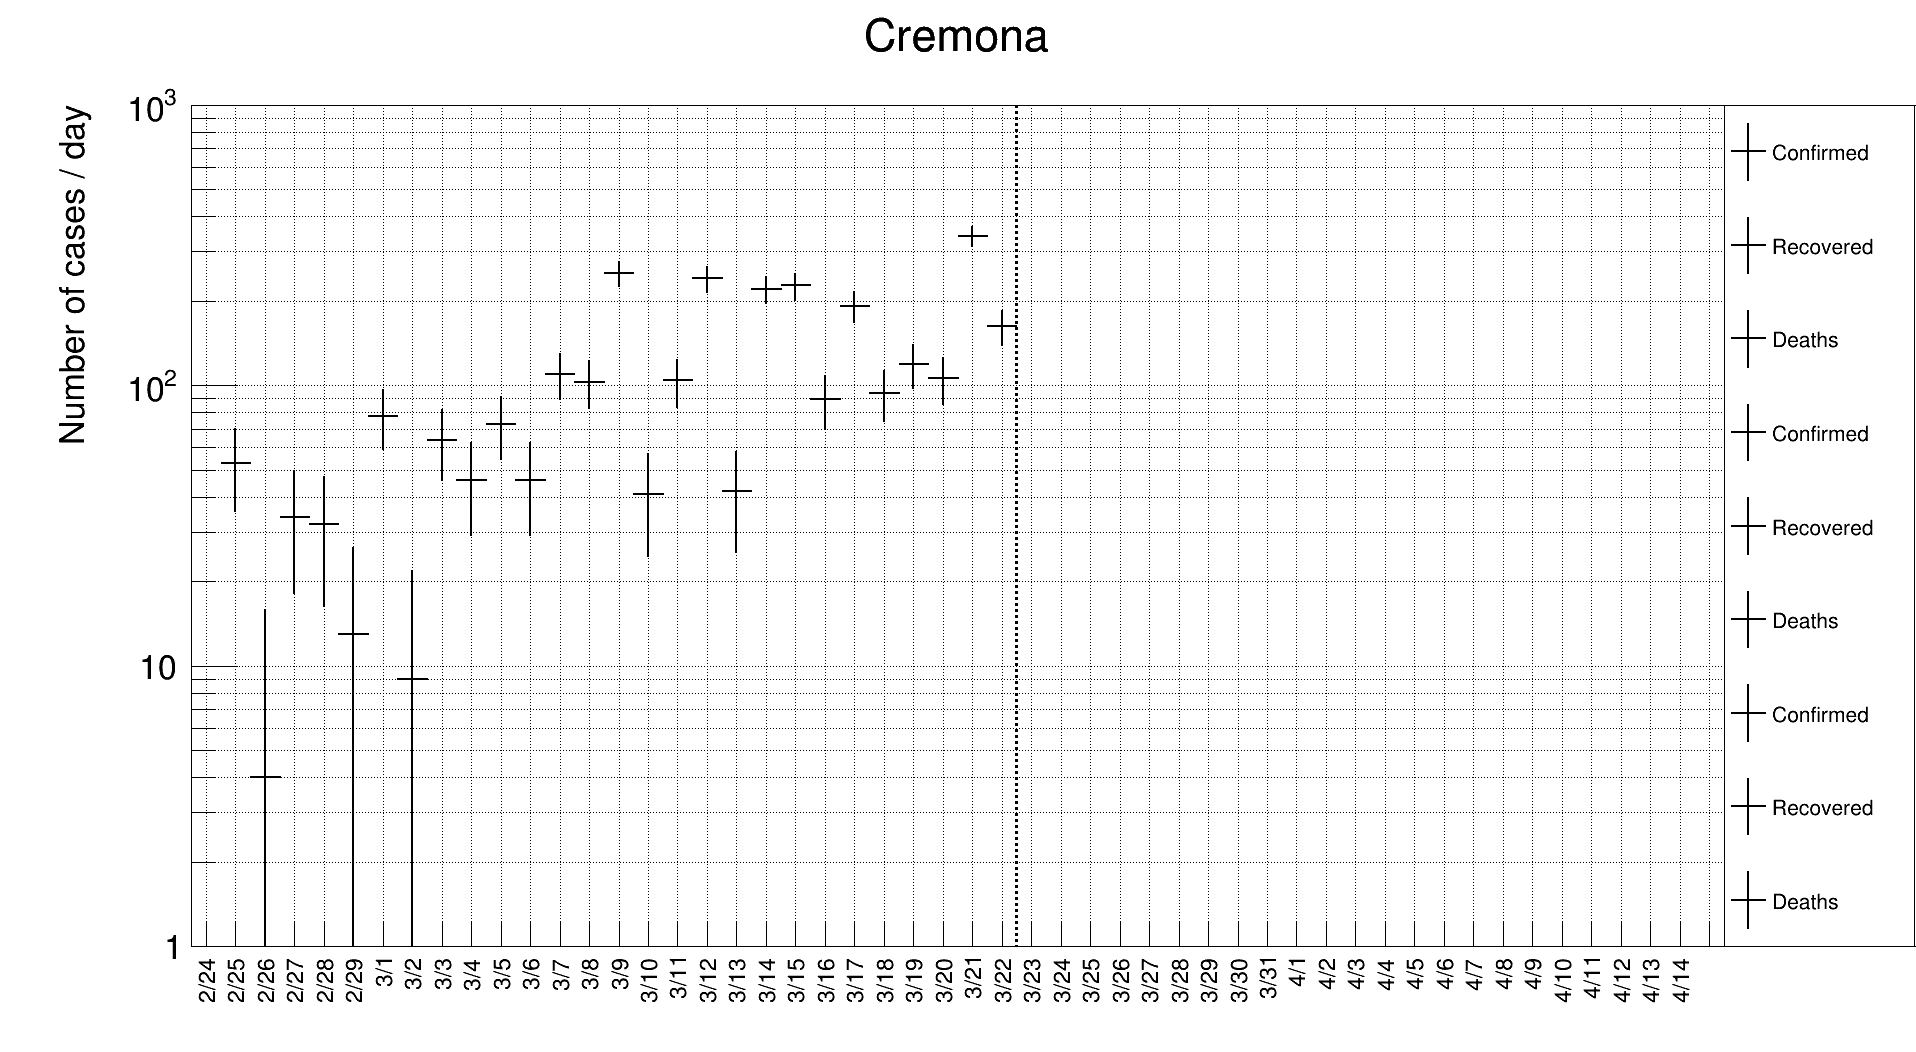 Cremona
Number of cases / day
10³
10²
10
1
2/24 2/25 2/26 2/27 2/28 2/29 3/1 3/2 3/3 3/4 3/5 3/6 3/7 3/8 3/9 3/10 3/11 3/12 3/13 3/14 3/15 3/16 3/17 3/18 3/19 3/20 3/21 3/22 3/23 3/24 3/25 3/26 3/27 3/28 3/29 3/30 3/31 4/1 4/2 4/3 4/4 4/5 4/6 4/7 4/8 4/9 4/10 4/11 4/12 4/13 4/14
Confirmed
Recovered
Deaths
Confirmed
Recovered
Deaths
Confirmed
Recovered
Deaths